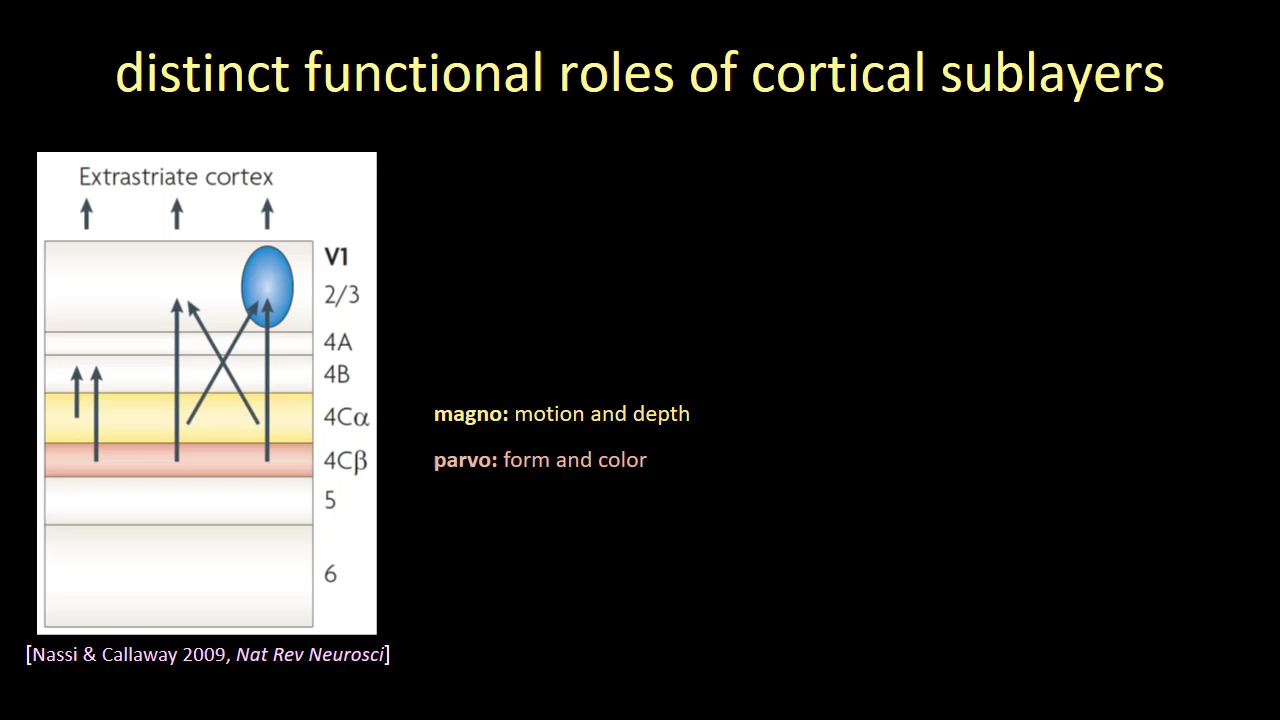 distinct functional roles of cortical sublayers
Extrastriate cortex
V1
2/3
4A
4B
4Cα
4Cβ
5
6
magno: motion and depth
parvo: form and color
[Nassi & Callaway 2009, Nat Rev Neurosci]